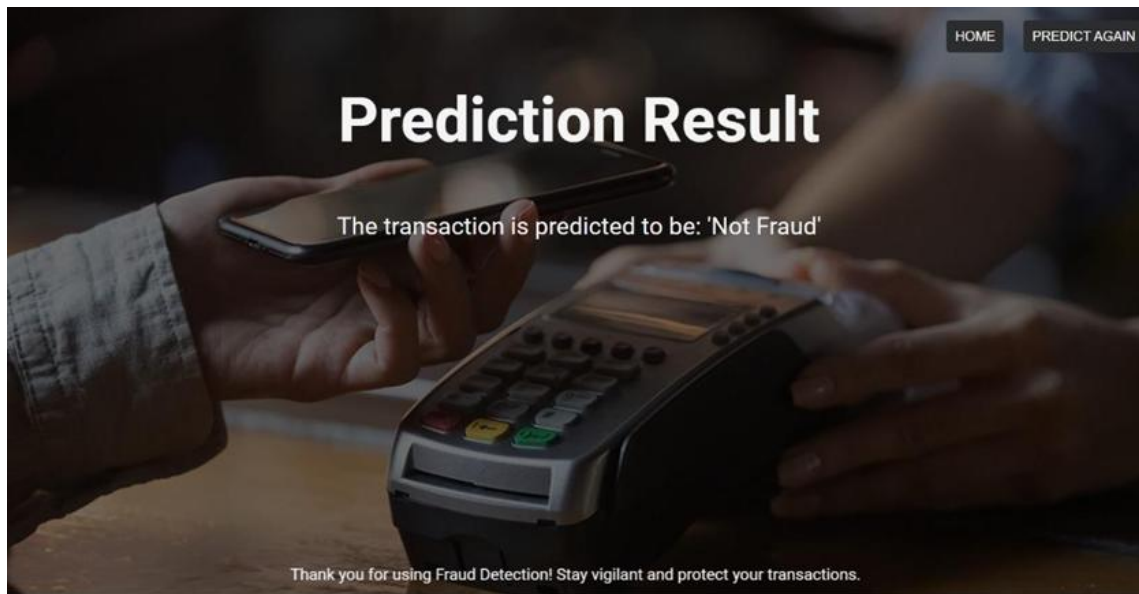 HOME PREDICT AGAIN
Prediction Result
The transaction is predicted to be: 'Not Fraud'
Thank you for using Fraud Detection! Stay vigilant and protect your transactions.